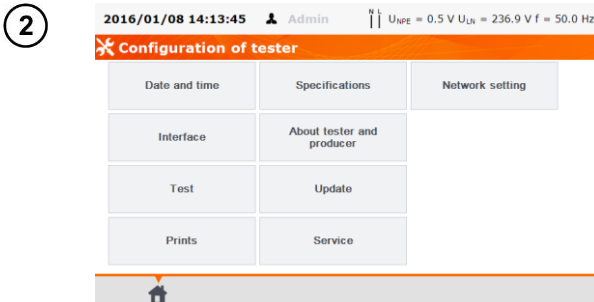 2
2016/01/08 14:13:45 Admin N L U_NPE = 0.5 V U_LN = 236.9 V f = 50.0 Hz
Configuration of tester
Date and time Specifications Network setting
Interface About tester and
producer
Test Update
Prints Service